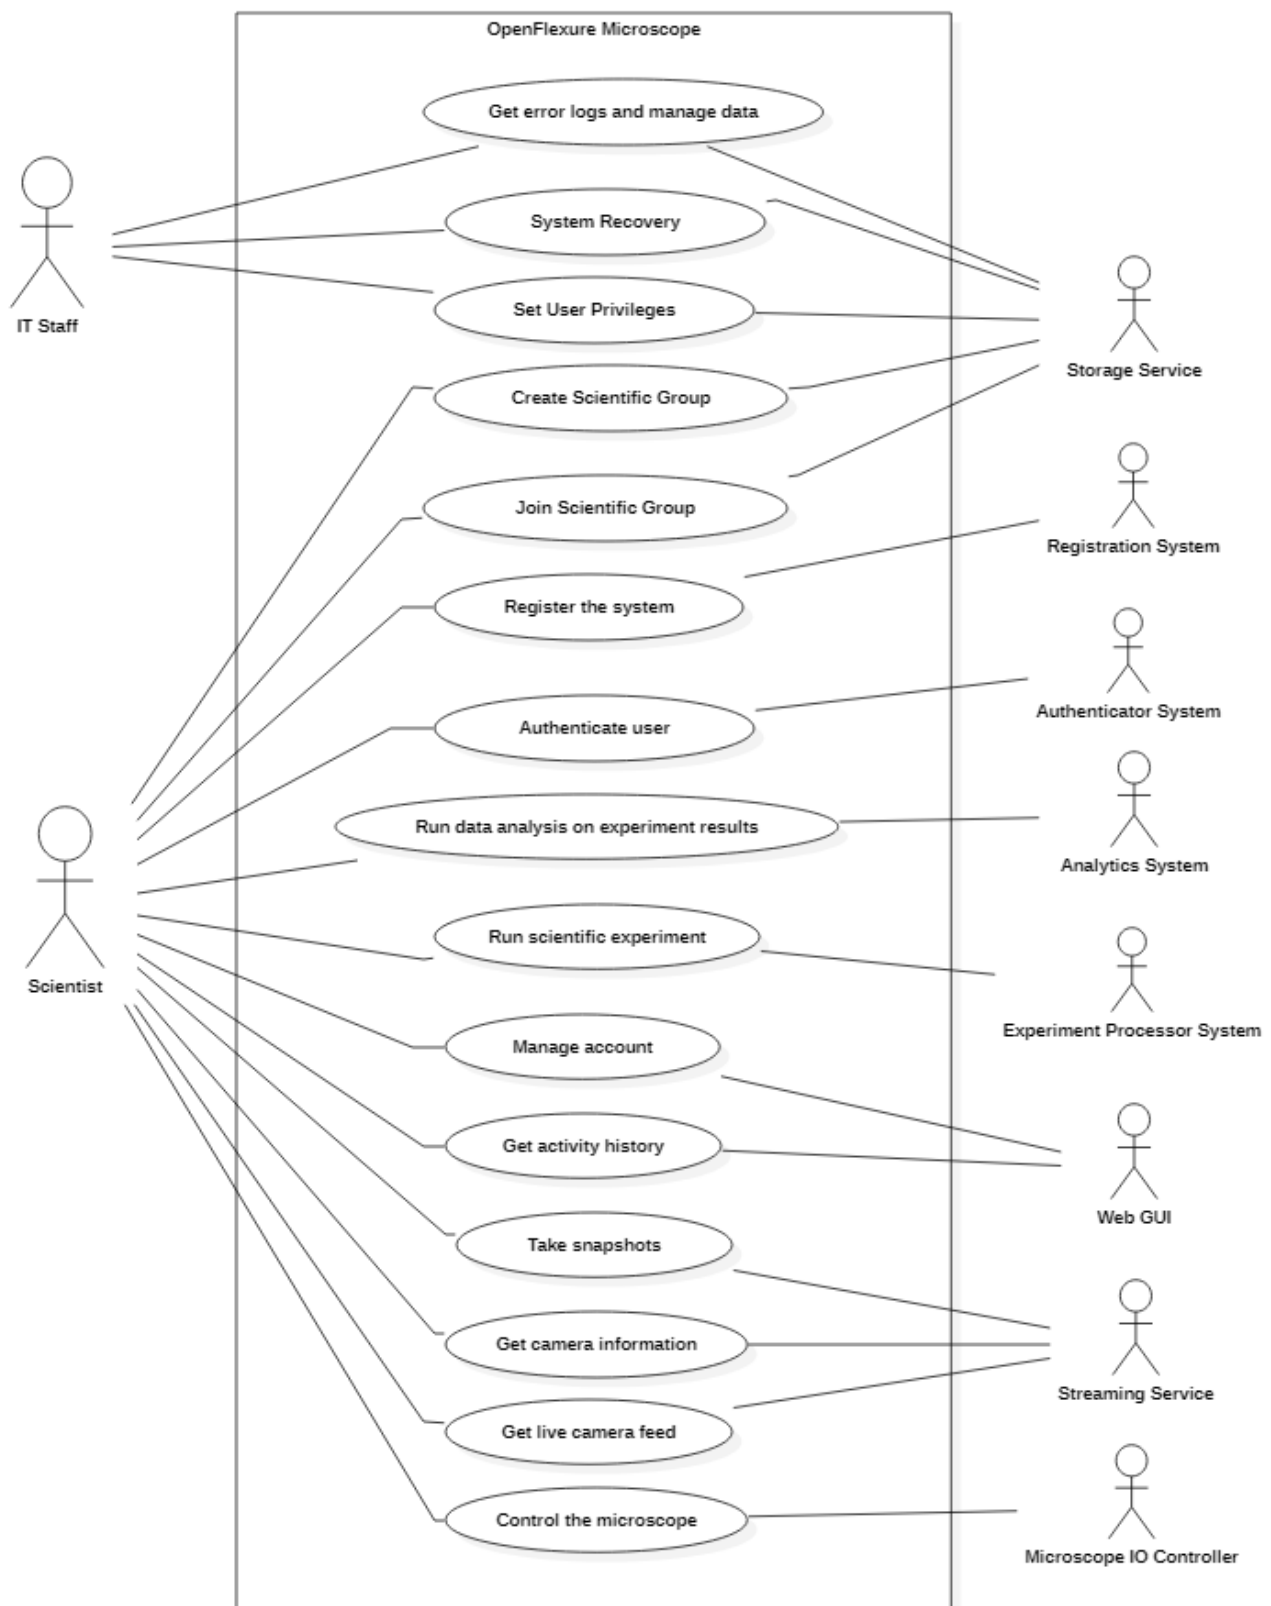 OpenFlexure Microscope
Get error logs and manage data
System Recovery
IT Staff
Set User Privileges
Storage Service
Create Scientific Group
Join Scientific Group
Registration System
Register the system
Authenticator System
Authenticate user
Run data analysis on experiment results
Analytics System
Run scientific experiment
Scientist
Experiment Processor System
Manage account
Get activity history
Web GUI
Take snapshots
Get camera information
Streaming Service
Get live camera feed
Control the microscope
Microscope IO Controller